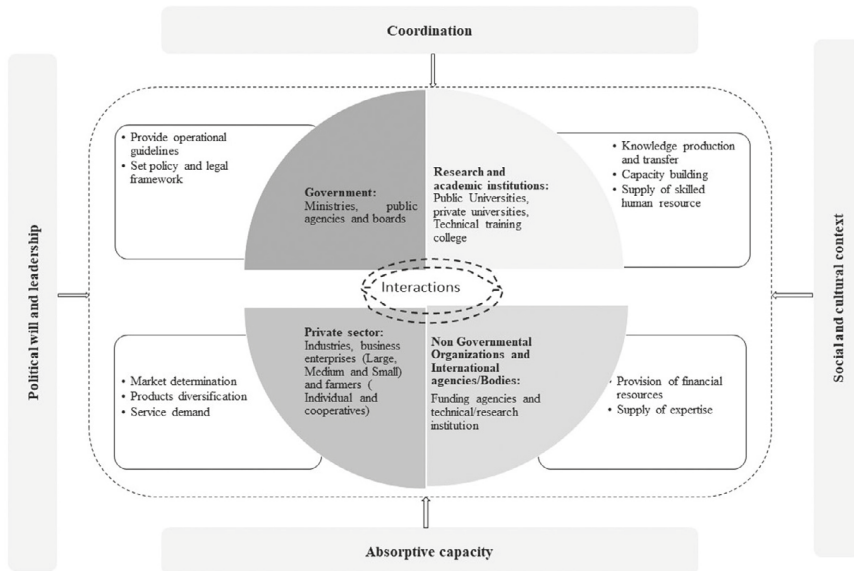 Coordination
Political will and leadership
• Provide operational
guidelines
• Set policy and legal
framework
Government:
Ministries, public
agencies and boards
Research and
academic institutions:
Public Universities,
private universities,
Technical training
college
• Knowledge production
and transfer
• Capacity building
• Supply of skilled
human resource
Interactions
• Market determination
• Products diversification
• Service demand
Private sector:
Industries, business
enterprises (Large,
Medium and Small)
and farmers (
Individual and
cooperatives)
Non Governmental
Organizations and
International
agencies/Bodies:
Funding agencies and
technical/research
institution
• Provision of financial
resources
• Supply of expertise
Social and cultural context
Absorptive capacity